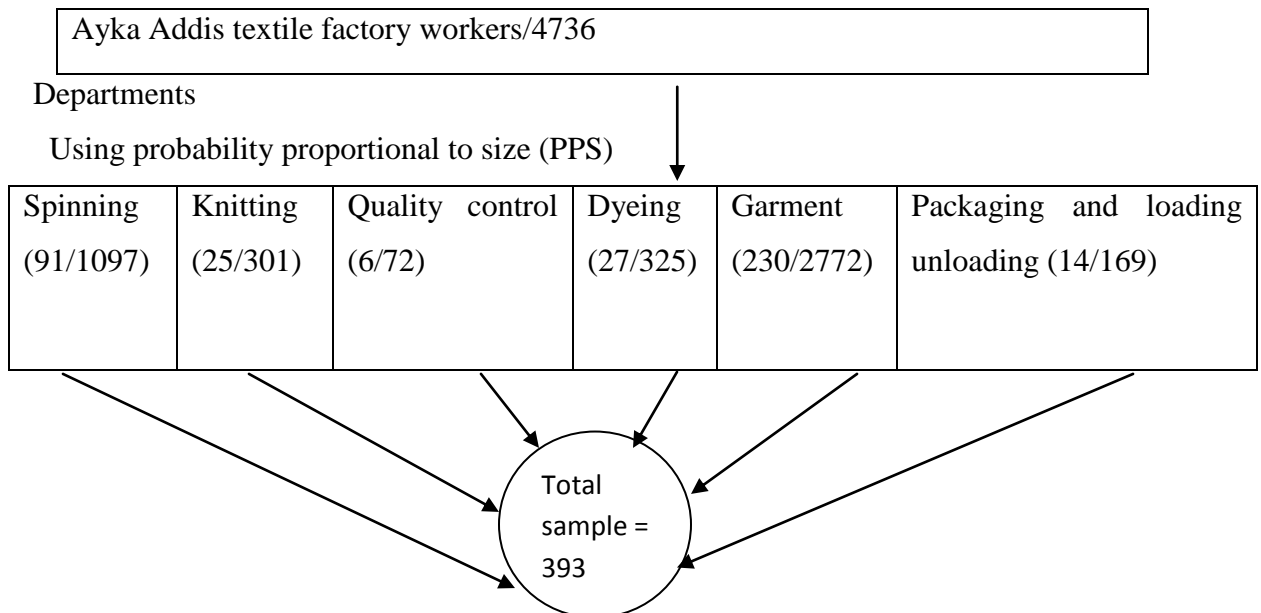 Ayka Addis textile factory workers/4736
Departments
Using probability proportional to size (PPS)
Spinning
(91/1097)
Knitting
(25/301)
Quality control
(6/72)
Dyeing
(27/325)
Garment
(230/2772)
Packaging and loading
unloading (14/169)
Total
sample =
393